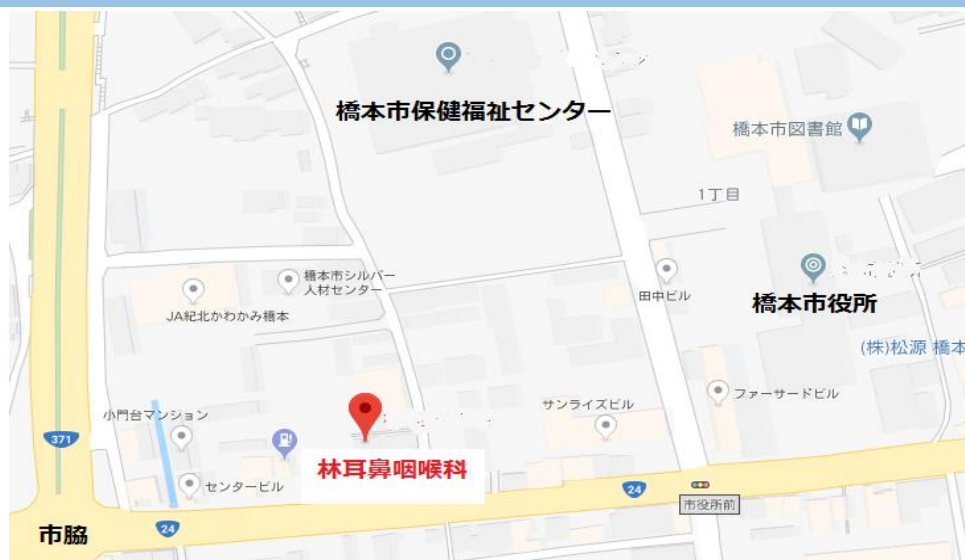 橋本市保健福祉センター
橋本市図書館
1丁目
橋本市シルバー
人材センター
JA紀北かわかみ橋本
田中ビル
橋本市役所
(株)松源 橋本
ファーサードビル
サンライズビル
小門台マンション
371
林耳鼻咽喉科
センタービル
24
市役所前
市脇
24